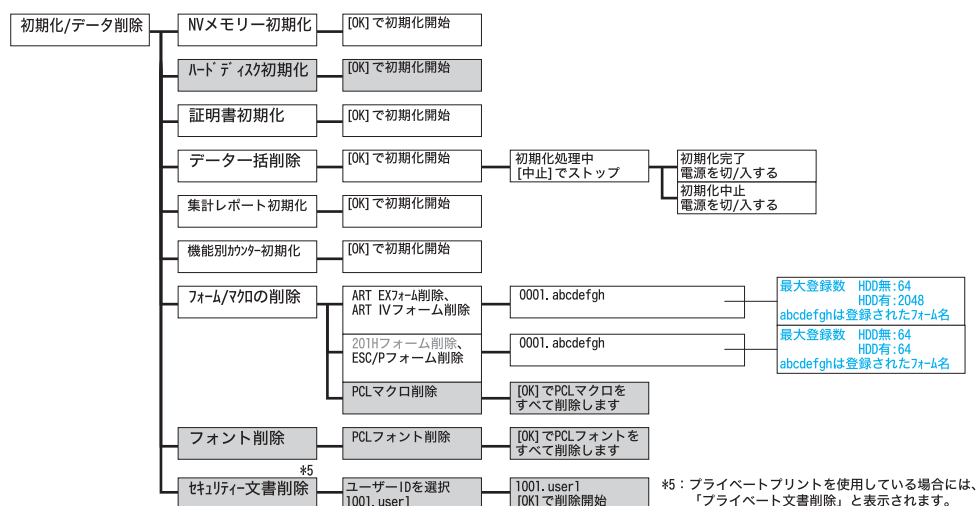 初期化/データ削除
NVメモリー初期化
[OK]で初期化開始
ハードディスク初期化
[OK]で初期化開始
証明書初期化
[OK]で初期化開始
データ一括削除
[OK]で初期化開始
初期化処理中
[中止]でストップ
初期化完了
電源を切/入する
初期化中止
電源を切/入する
集計レポート初期化
[OK]で初期化開始
機能別カウンター初期化
[OK]で初期化開始
フォーム/マクロの削除
ART EXフォーム削除、
ART IVフォーム削除
0001. abcdefgh
最大登録数 HDD無:64
HDD有:2048
abcdefghは登録されたフォーム名
201Hフォーム削除、
ESC/Pフォーム削除
0001. abcdefgh
最大登録数 HDD無:64
HDD有:64
abcdefghは登録されたフォーム名
PCLマクロ削除
[OK]でPCLマクロを
すべて削除します
フォント削除
PCLフォント削除
[OK]でPCLフォントを
すべて削除します
*5
セキュリティー文書削除
ユーザーIDを選択
1001. user1
1001. user1
[OK]で削除開始
*5：プライベートプリントを使用している場合には、
「プライベート文書削除」と表示されます。